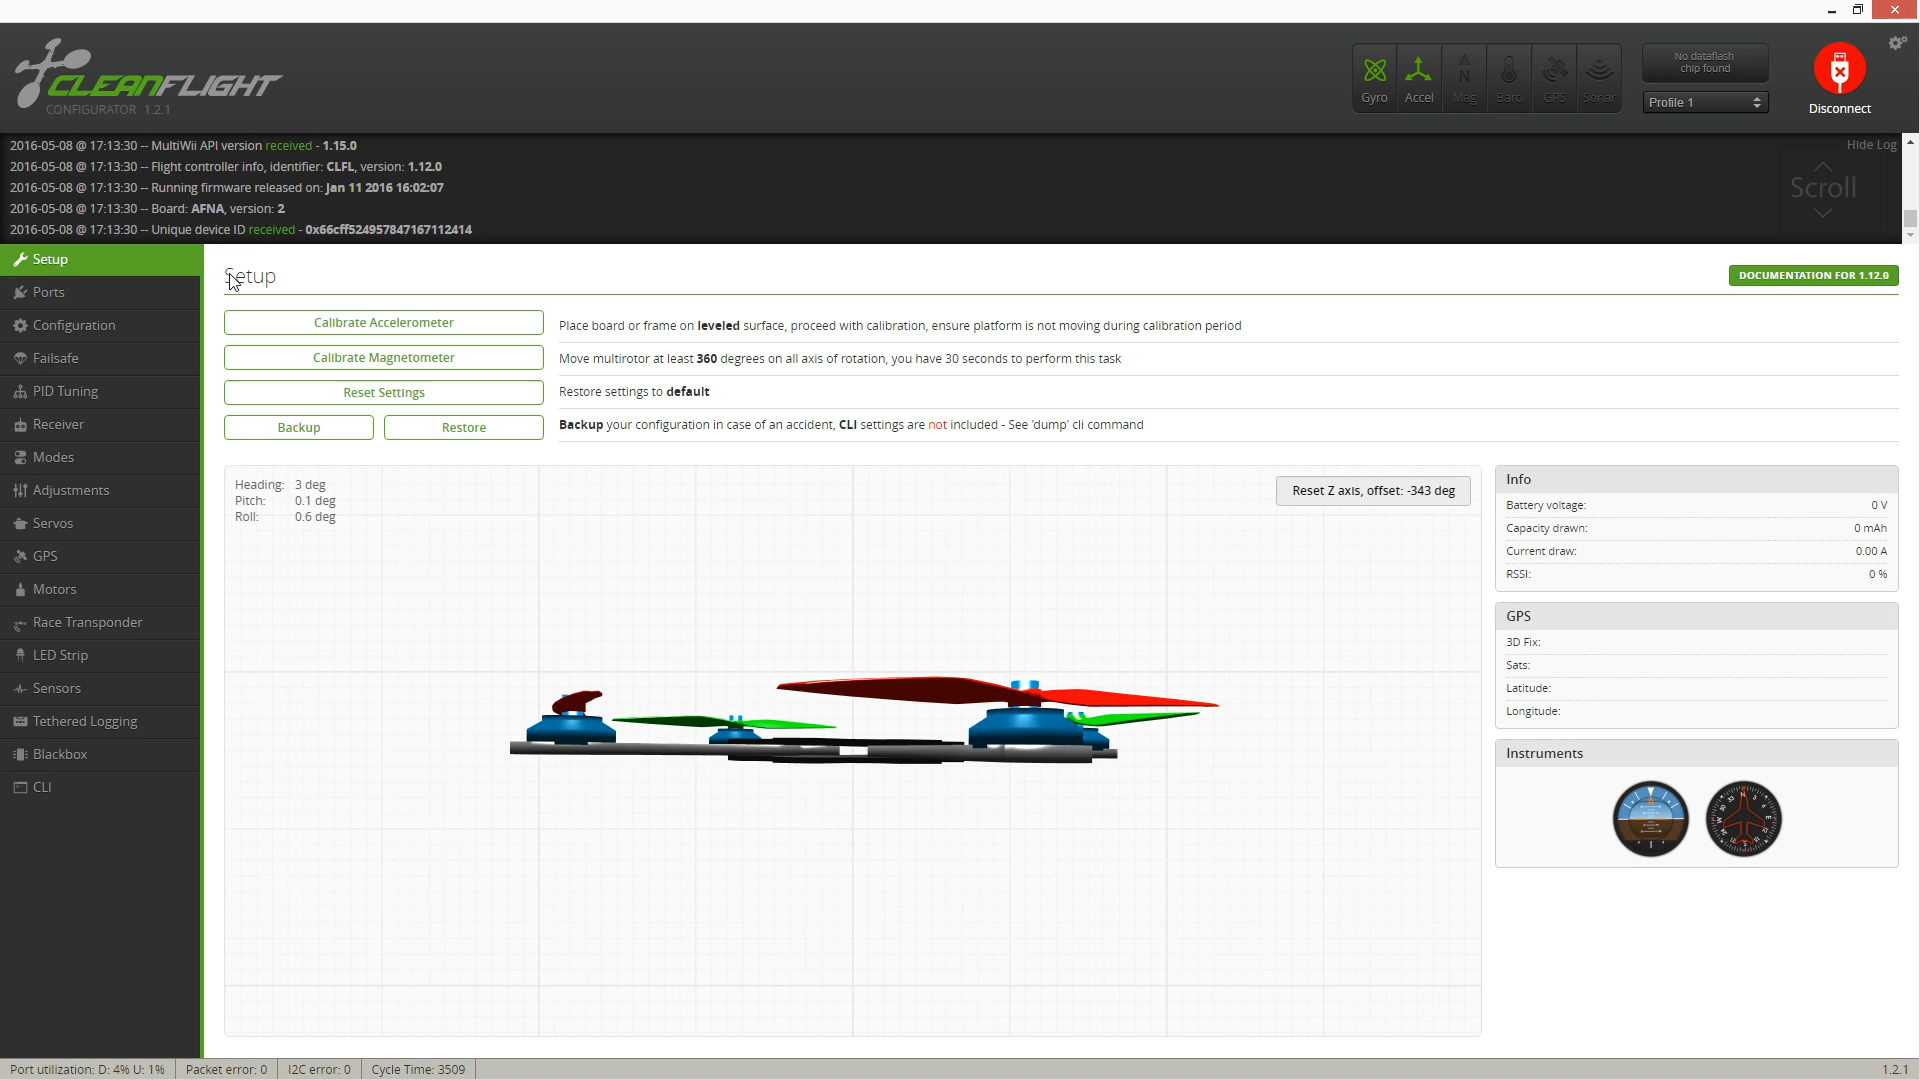 CLEANFLIGHT
CONFIGURATOR 1.2.1
Gyro
Accel
Mag
Baro
GPS
Sonar
No dataflash
chip found
Profile 1
Disconnect
2016-05-08 @ 17:13:30 -- MultiWii API version received - 1.15.0
2016-05-08 @ 17:13:30 -- Flight controller info, identifier: CLFL, version: 1.12.0
2016-05-08 @ 17:13:30 -- Running firmware released on: Jan 11 2016 16:02:07
2016-05-08 @ 17:13:30 -- Board: AFNA, version: 2
2016-05-08 @ 17:13:30 -- Unique device ID received - 0x66cff524957847167112414
Hide Log
Scroll
Setup
Ports
Configuration
Failsafe
PID Tuning
Receiver
Modes
Adjustments
Servos
GPS
Motors
Race Transponder
LED Strip
Sensors
Tethered Logging
Blackbox
CLI
Setup
DOCUMENTATION FOR 1.12.0
Calibrate Accelerometer
Place board or frame on leveled surface, proceed with calibration, ensure platform is not moving during calibration period
Calibrate Magnetometer
Move multirotor at least 360 degrees on all axis of rotation, you have 30 seconds to perform this task
Reset Settings
Restore settings to default
Backup
Restore
Backup your configuration in case of an accident, CLI settings are not included - See 'dump' cli command
Heading: 3 deg
Pitch: 0.1 deg
Roll: 0.6 deg
Reset Z axis, offset: -343 deg
Info
Battery voltage: 0 V
Capacity drawn: 0 mAh
Current draw: 0.00 A
RSSI: 0 %
GPS
3D Fix:
Sats:
Latitude:
Longitude:
Instruments
Port utilization: D: 4% U: 1%
Packet error: 0
I2C error: 0
Cycle Time: 3509
1.2.1